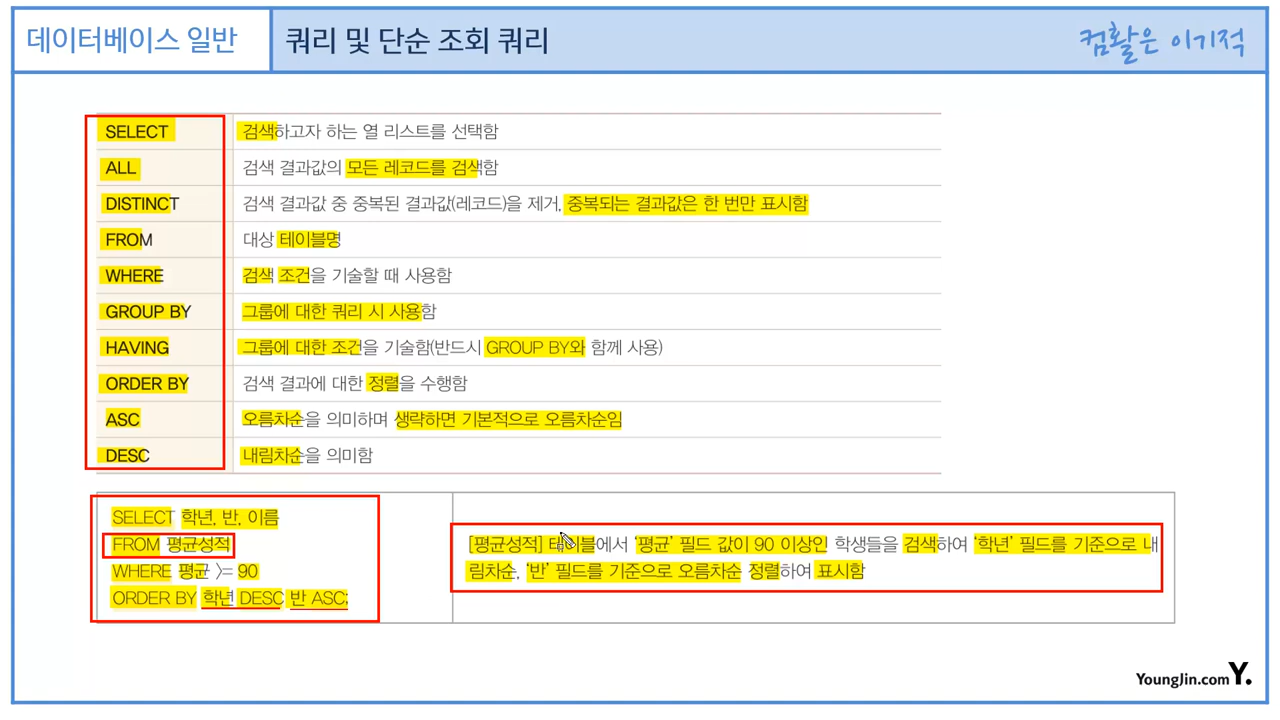 데이터베이스 일반
쿼리 및 단순 조회 쿼리
컴활은 이기적
SELECT 검색하고자 하는 열 리스트를 선택함
ALL 검색 결과값의 모든 레코드를 검색함
DISTINCT 검색 결과값 중 중복된 결과값(레코드)을 제거, 중복되는 결과값은 한 번만 표시함
FROM 대상 테이블명
WHERE 검색 조건을 기술할 때 사용함
GROUP BY 그룹에 대한 쿼리 시 사용함
HAVING 그룹에 대한 조건을 기술함(반드시 GROUP BY와 함께 사용)
ORDER BY 검색 결과에 대한 정렬을 수행함
ASC 오름차순을 의미하며 생략하면 기본적으로 오름차순임
DESC 내림차순을 의미함
SELECT 학년, 반, 이름
FROM 평균성적
WHERE 평균 >= 90
ORDER BY 학년 DESC 반 ASC;
[평균성적] 테이블에서 '평균' 필드 값이 90 이상인 학생들을 검색하여 '학년' 필드를 기준으로 내
림차순, '반' 필드를 기준으로 오름차순 정렬하여 표시함
YoungJin.com Y.